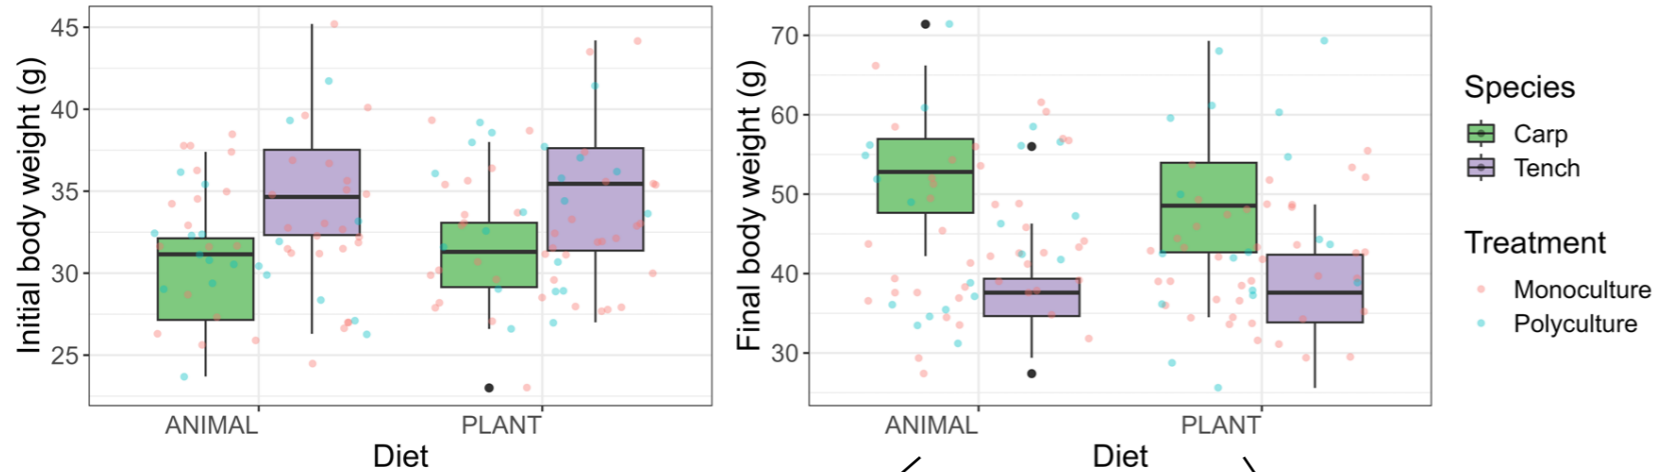 Initial body weight (g)
45
40
35
30
25
ANIMAL
PLANT
Diet
Final body weight (g)
70
60
50
40
30
ANIMAL
PLANT
Diet
Species
Carp
Tench
Treatment
Monoculture
Polyculture